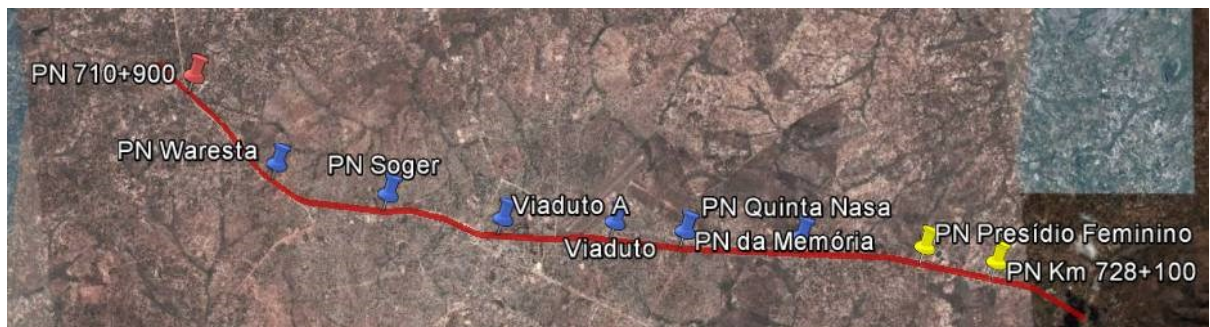 PN 710+900
PN Waresta
PN Soger
Viaduto A
Viaduto
PN Quinta Nasa
PN da Memória
PN Presídio Feminino
PN Km 728+100